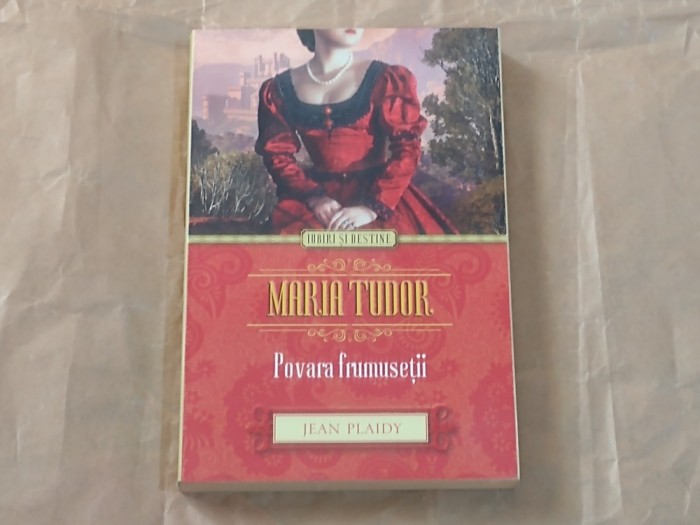 IUBIRI ȘI DESTINE
MARIA TUDOR
Povara frumuseții
JEAN PLAIDY